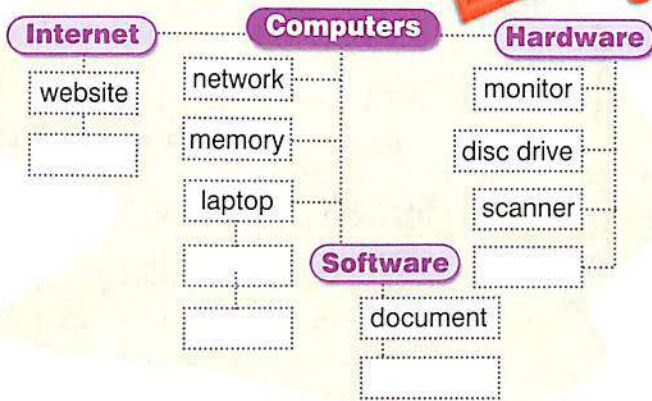 Computers
Internet
Hardware
website
network
monitor
memory
disc drive
laptop
scanner
Software
document